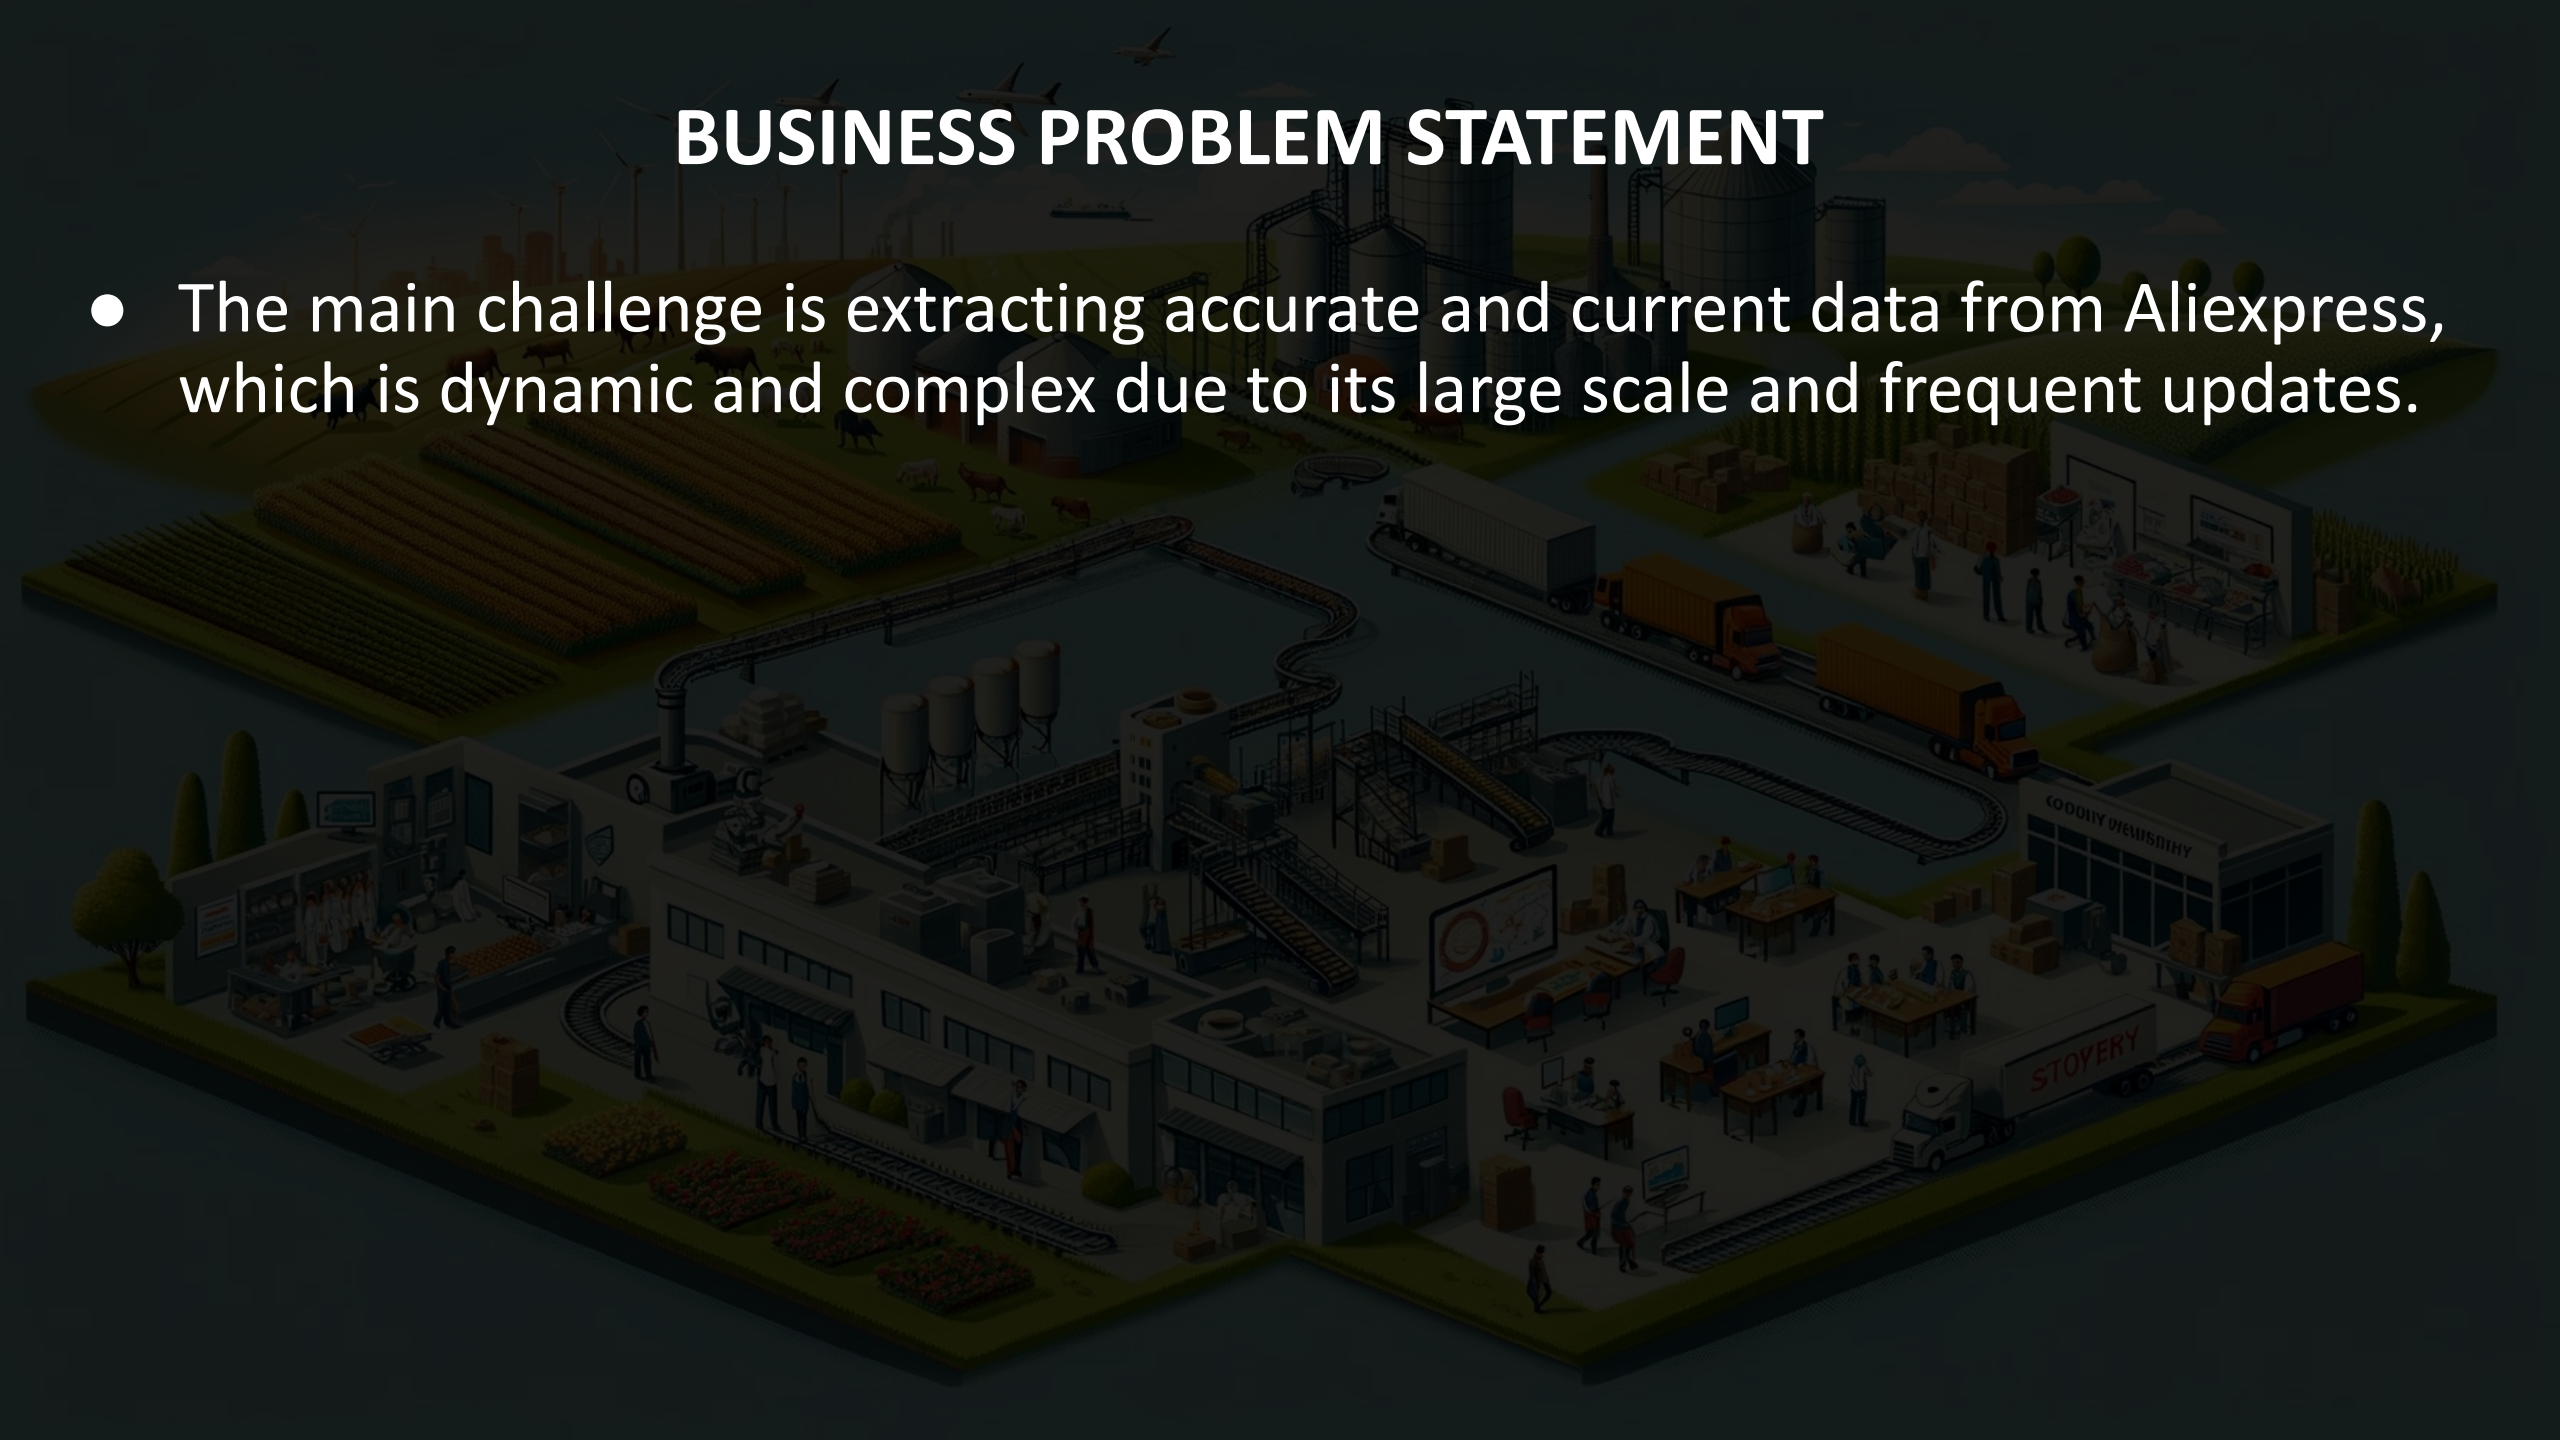 BUSINESS PROBLEM STATEMENT
● The main challenge is extracting accurate and current data from Aliexpress,
which is dynamic and complex due to its large scale and frequent updates.
STOYERY